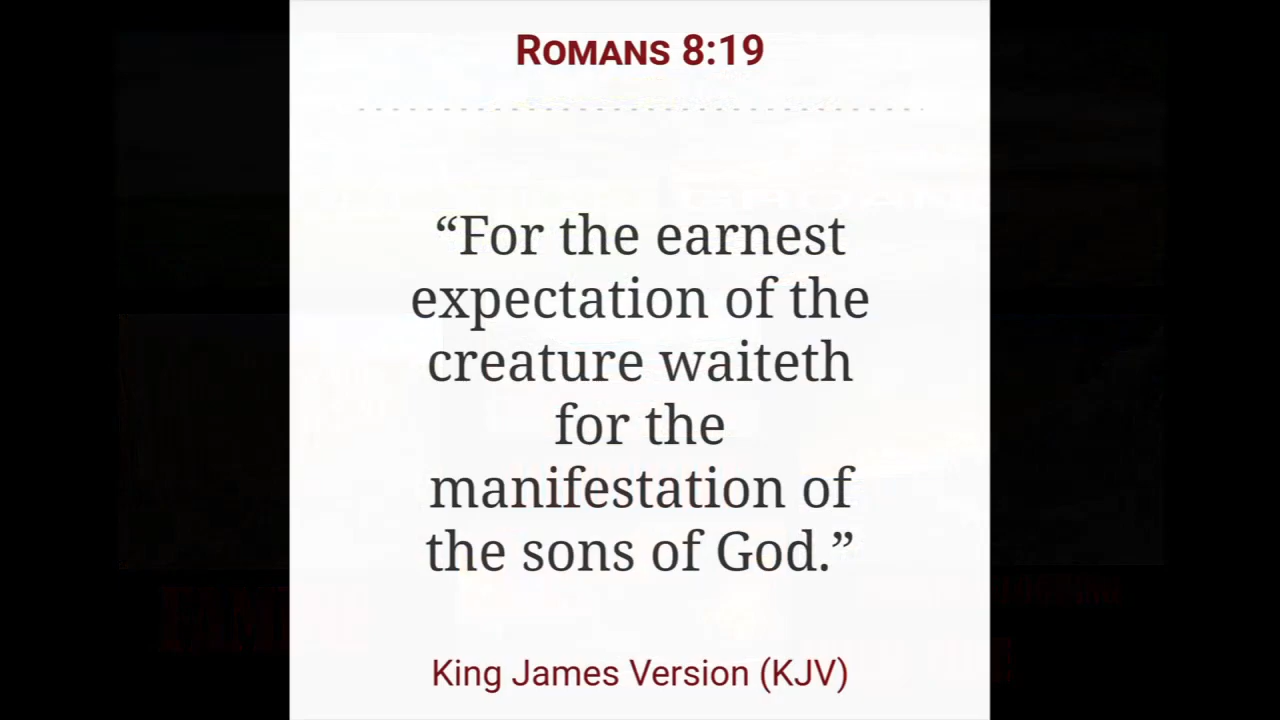 Romans 8:19
“For the earnest
expectation of the
creature waiteth
for the
manifestation of
the sons of God.”
King James Version (KJV)